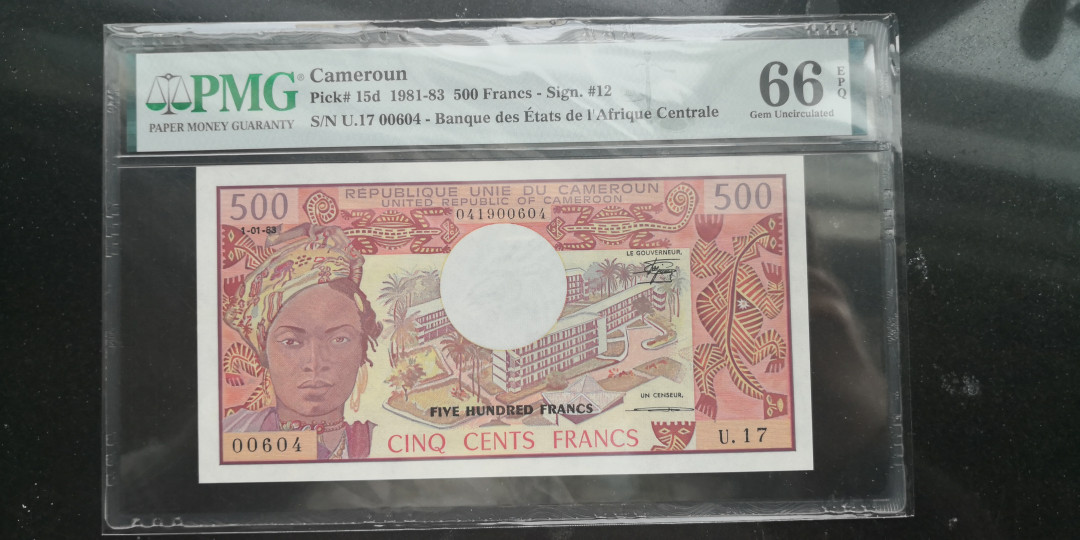 PMG®
PAPER MONEY GUARANTY
Cameroun
Pick# 15d 1981-83 500 Francs - Sign. #12
S/N U.17 00604 - Banque des États de l'Afrique Centrale
66 EPQ
Gem Uncirculated
500
RÉPUBLIQUE UNIE DU CAMEROUN
UNITED REPUBLIC OF CAMEROON
500
041900604
1-01-83
LE GOUVERNEUR,
UN CENSEUR,
FIVE HUNDRED FRANCS
CINQ CENTS FRANCS
00604
U.17